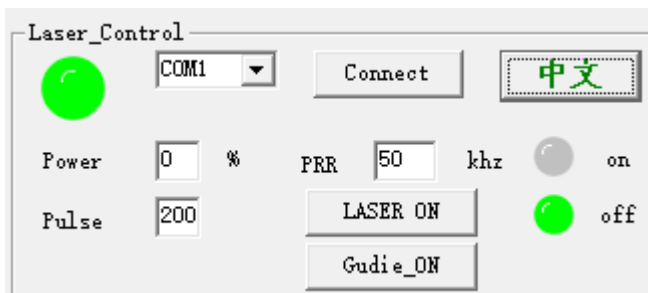 Laser_Control
COM1 Connect 中文
Power 0 % PRR 50 khz on
Pulse 200 LASER ON off
Gudie_ON